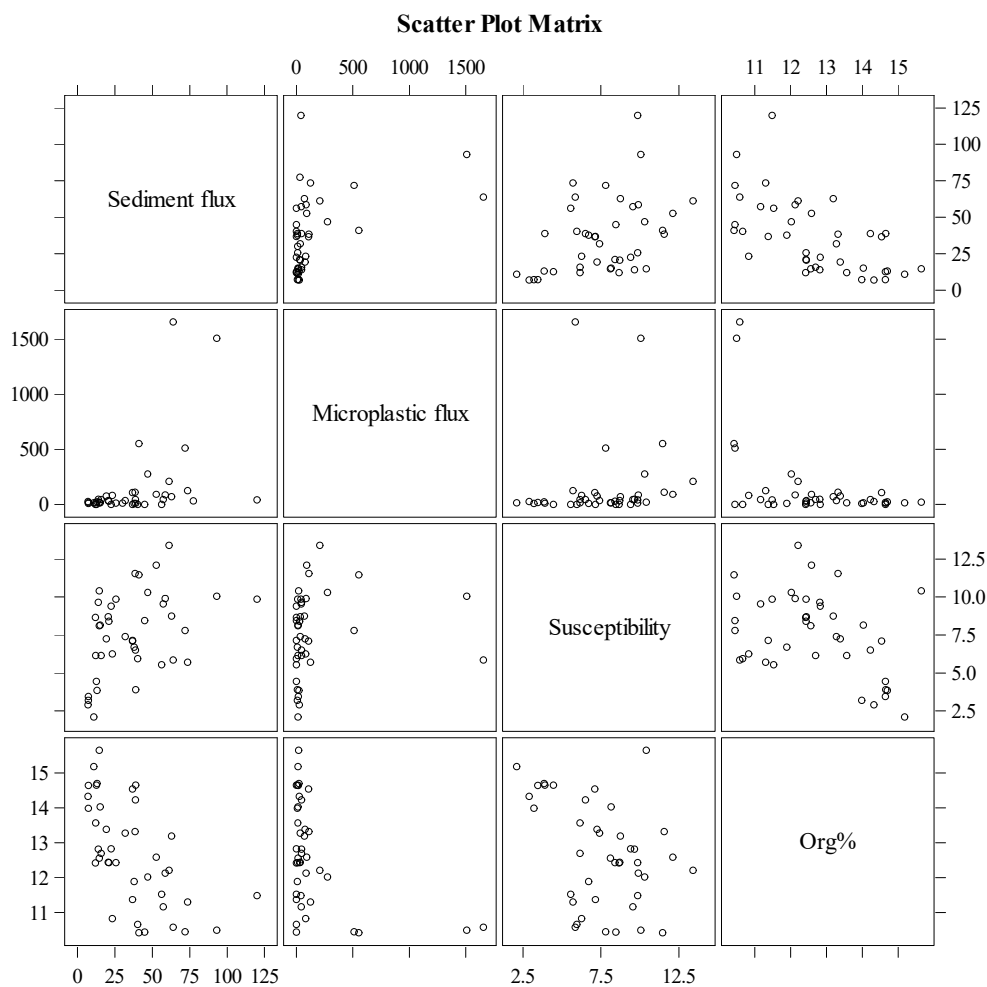 Scatter Plot Matrix
0 500 1000 1500
11 12 13 14 15
Sediment flux
125
100
75
50
25
0
1500
1000
500
0
Microplastic flux
Susceptibility
12.5
10.0
7.5
5.0
2.5
15
14
13
12
11
Org%
0 25 50 75 100 125
2.5 7.5 12.5